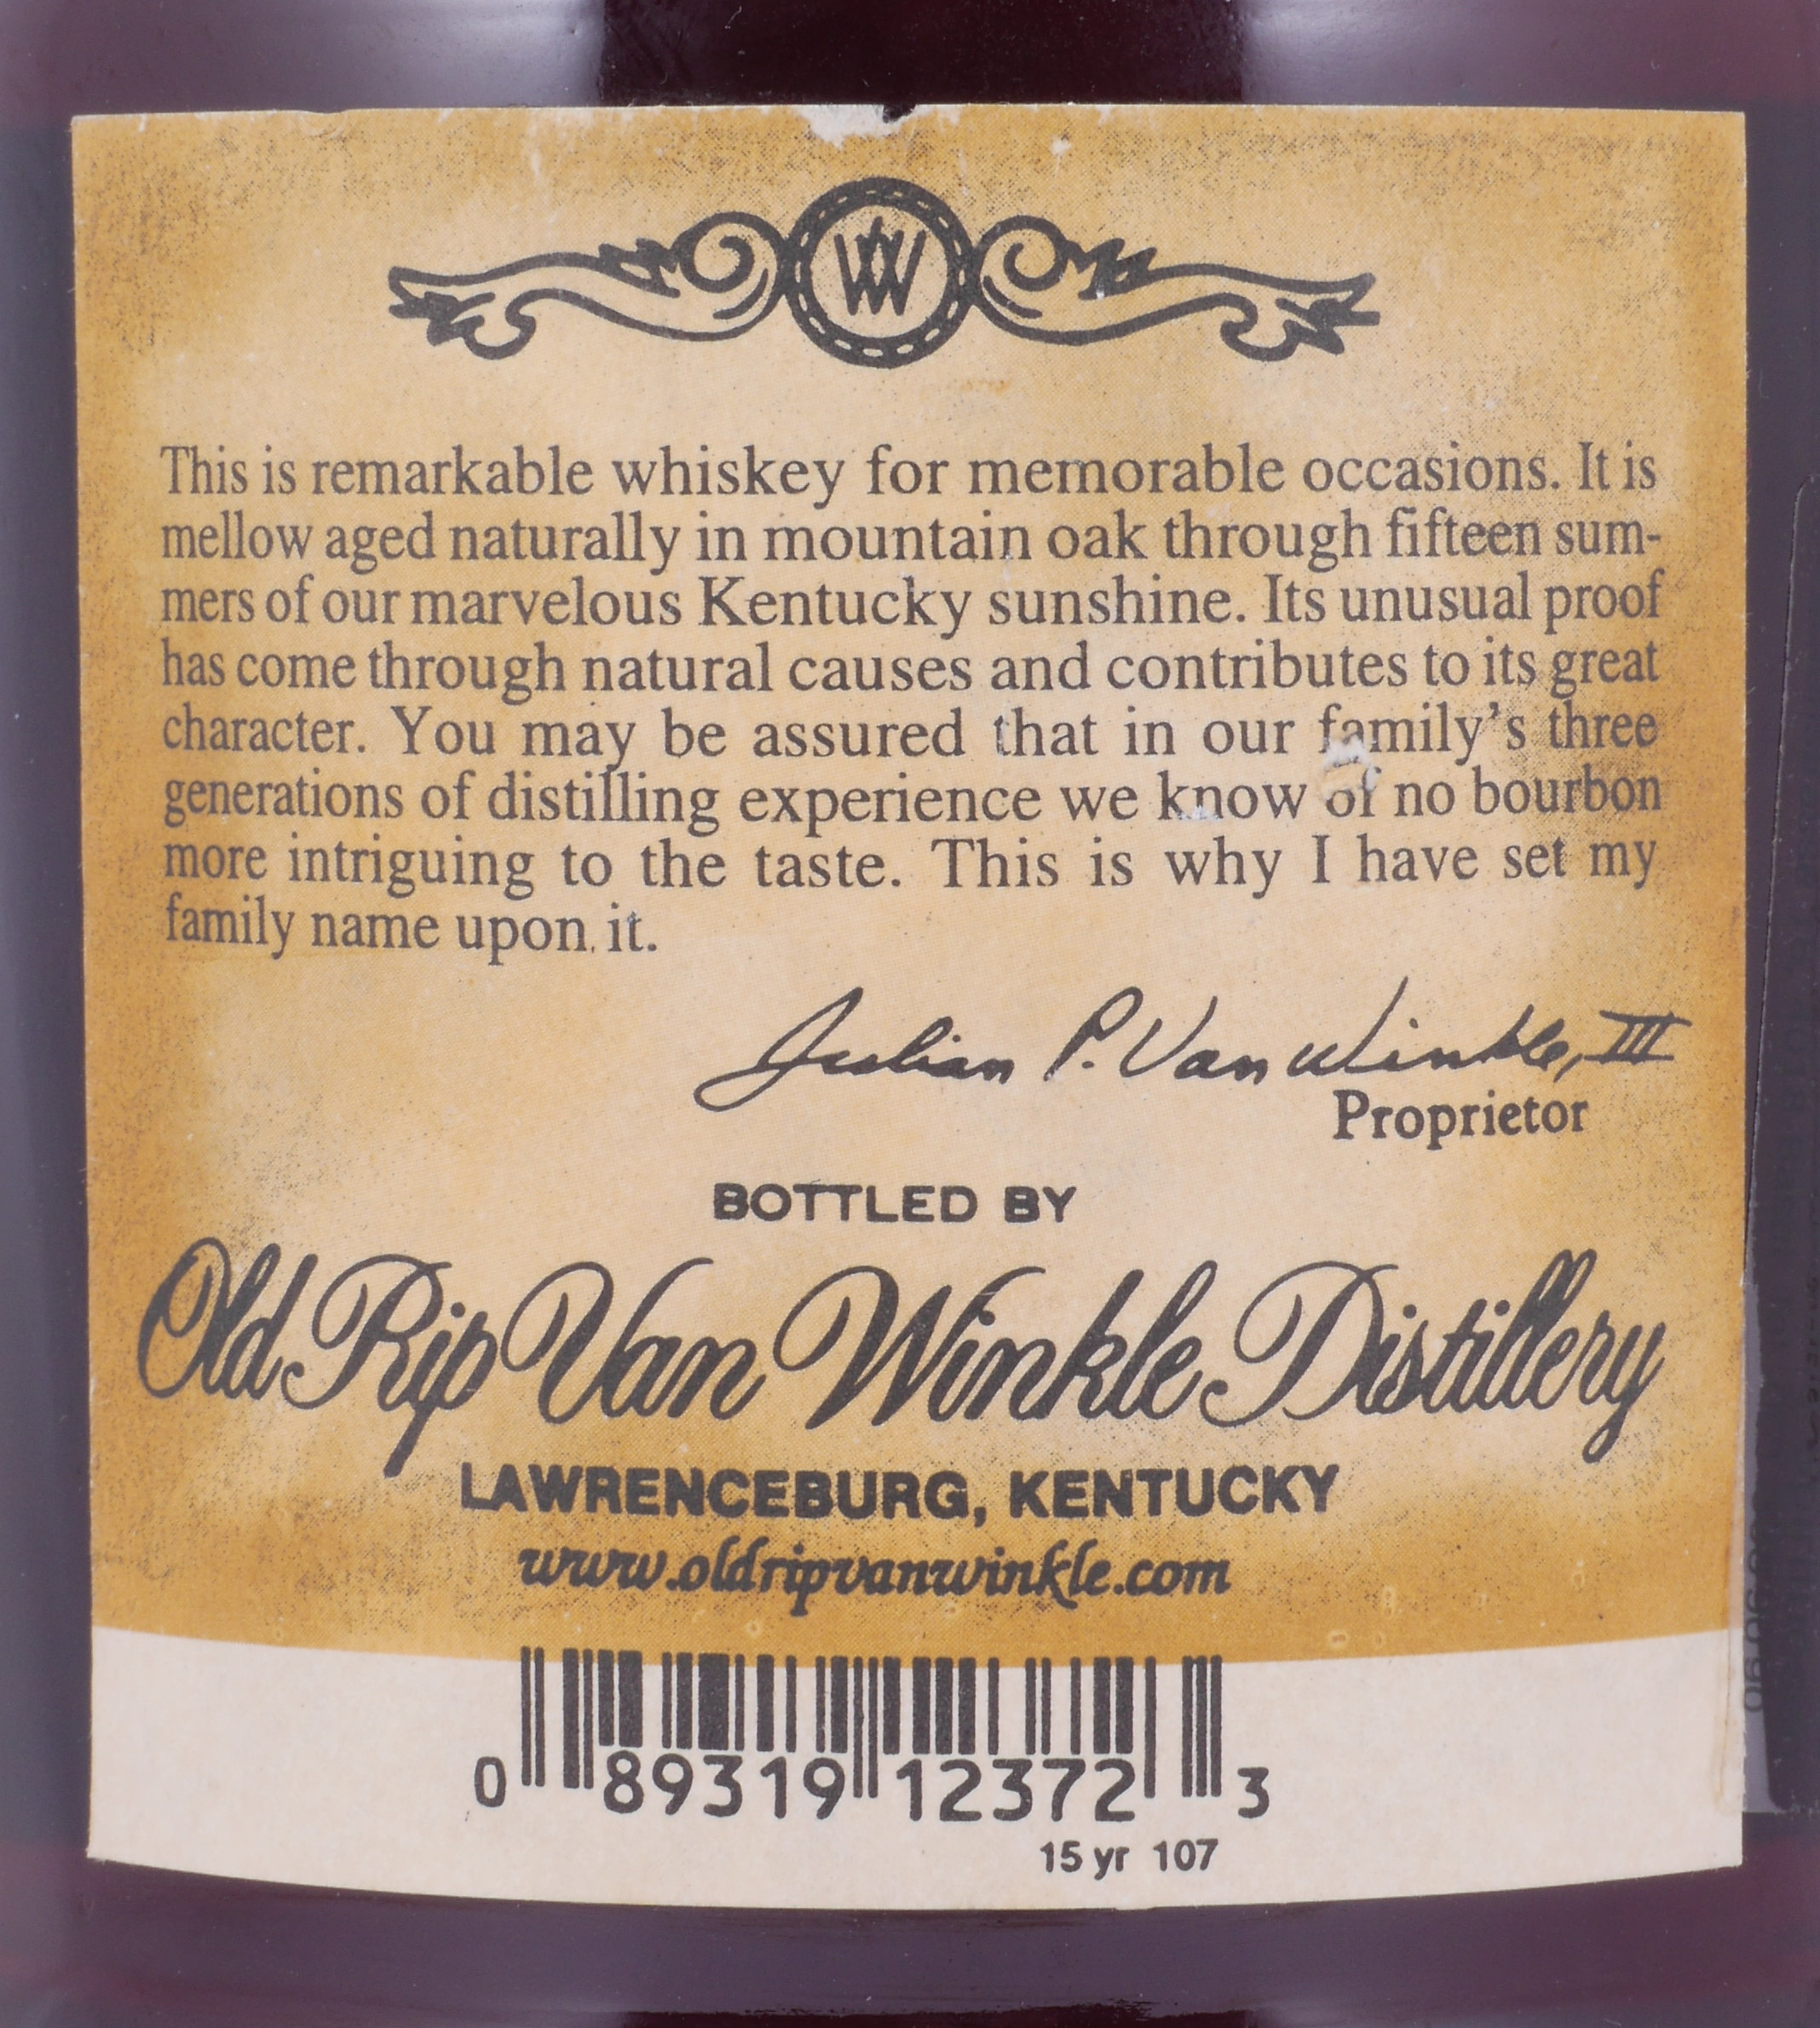 VW
This is remarkable whiskey for memorable occasions. It is
mellow aged naturally in mountain oak through fifteen sum-
mers of our marvelous Kentucky sunshine. Its unusual proof
has come through natural causes and contributes to its great
character. You may be assured that in our family's three
generations of distilling experience we know of no bourbon
more intriguing to the taste. This is why I have set my
family name upon it.
Julian P. Van Winkle, III
Proprietor
BOTTLED BY
Old Rip Van Winkle Distillery
LAWRENCEBURG, KENTUCKY
www.oldripvanwinkle.com
0 89319 12372 3
15 yr 107